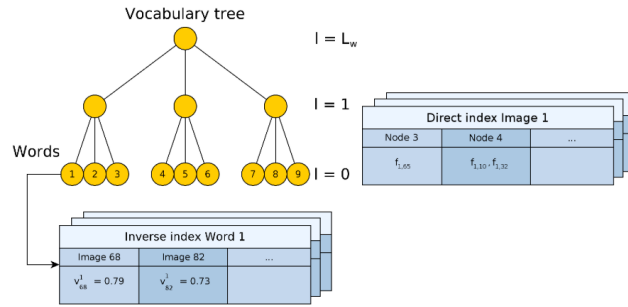 Vocabulary tree
l = L_w
l = 1
Words
1 2 3 4 5 6 7 8 9
l = 0
Direct index Image 1
Node 3 Node 4 ...
f_1,65 f_1,10, f_1,32
Inverse index Word 1
Image 68 Image 82 ...
v^1_68 = 0.79 v^1_82 = 0.73